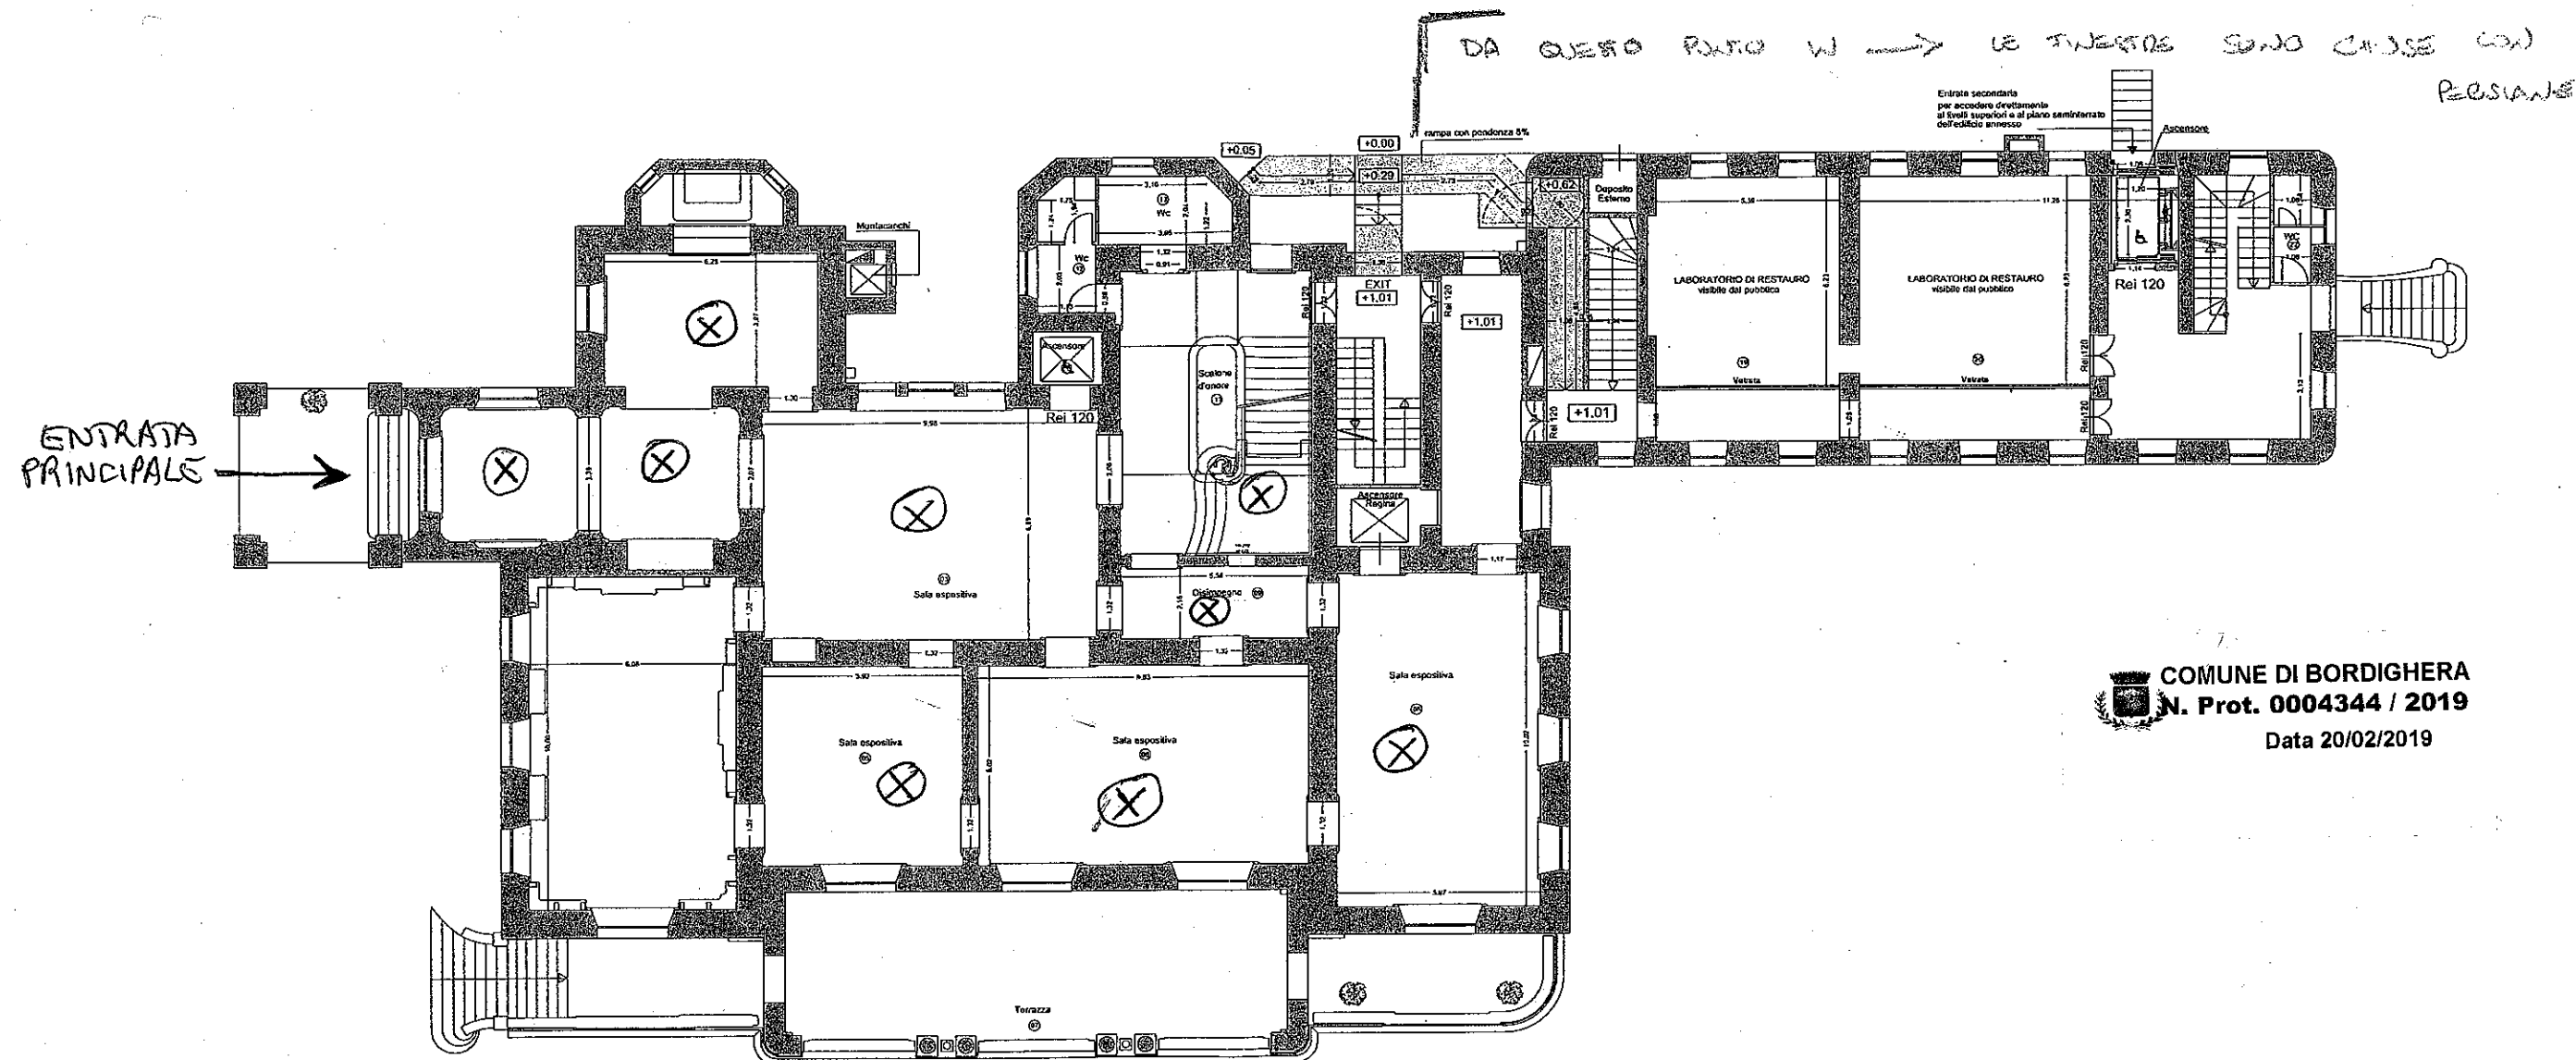 DA QUESTO PUNTO IN → LE FINESTRE SONO CHIUSE CON
PERSIANE
Entrata secondaria
per accedere direttamente
ai livelli superiori e al piano seminterrato
dell'edificio annesso
Ascensore
rampa con pendenza 8%
+0.05
+0.00
+0.29
+0.62
Deposito
Esterno
Montacarichi
Wc
Wc
WC
LABORATORIO DI RESTAURO
visibile dal pubblico
LABORATORIO DI RESTAURO
visibile dal pubblico
Rei 120
EXIT
+1.01
Rei 120
Rei 120
+1.01
Ascensore
Scalone
d'onore
Vetrata
Vetrata
Rei 120
Rei 120
Rei 120
Rei 120
+1.01
ENTRATA
PRINCIPALE
Ascensore
Regina
Sala espositiva
Disimpegno
Sala espositiva
Sala espositiva
Sala espositiva
Terrazza
COMUNE DI BORDIGHERA
N. Prot. 0004344 / 2019
Data 20/02/2019